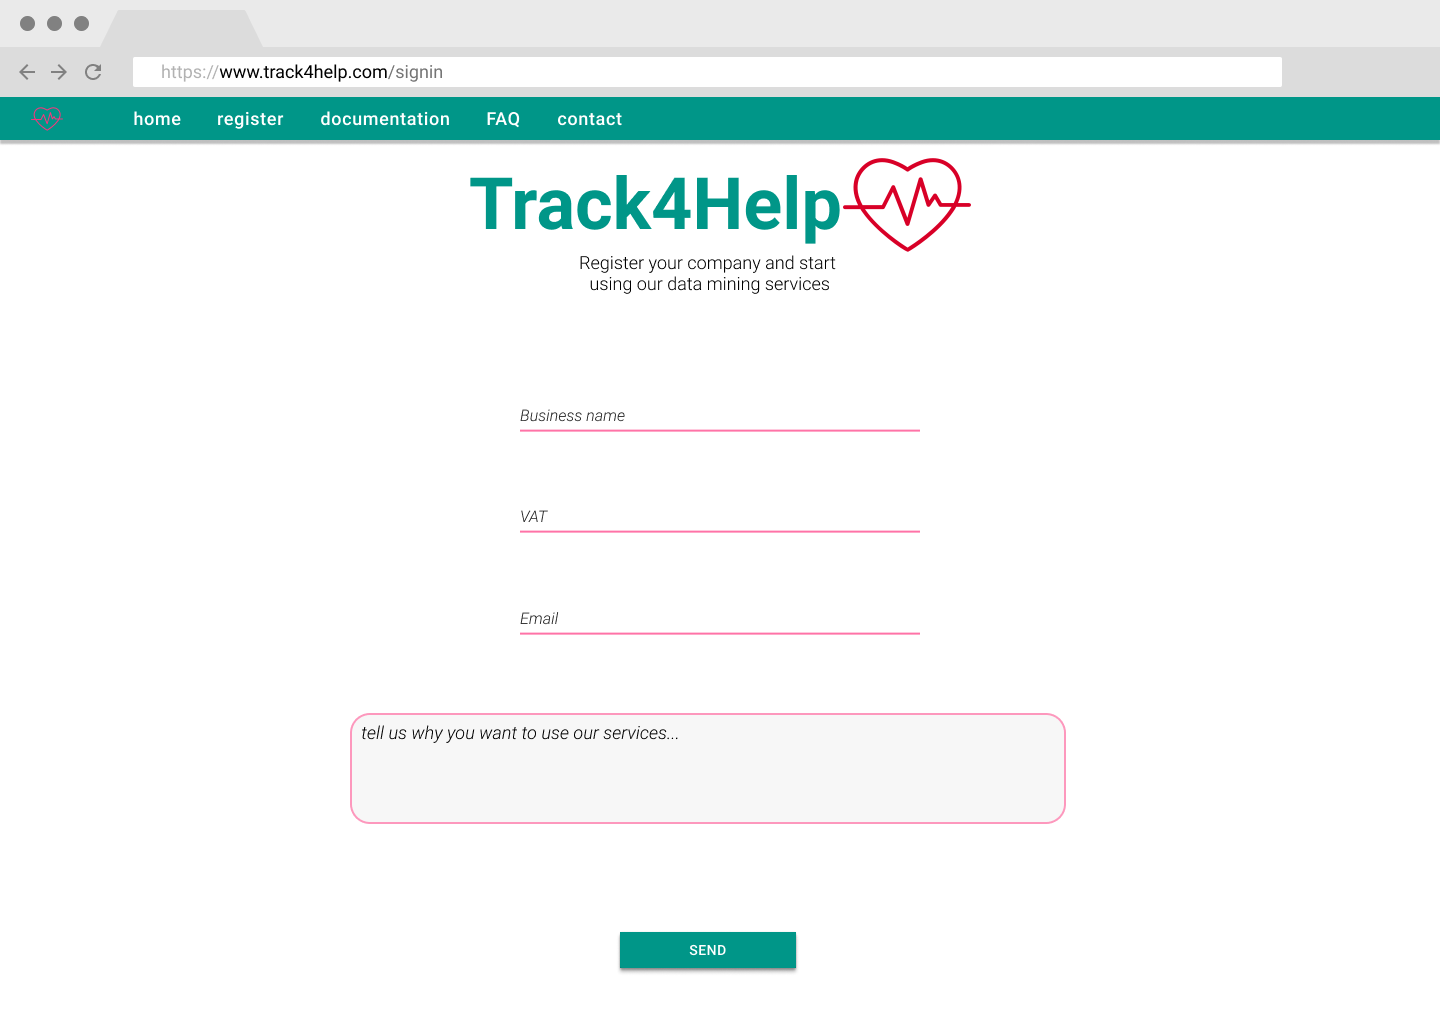 https://www.track4help.com/signin
home register documentation FAQ contact
Track4Help
Register your company and start
using our data mining services
Business name
VAT
Email
tell us why you want to use our services...
SEND